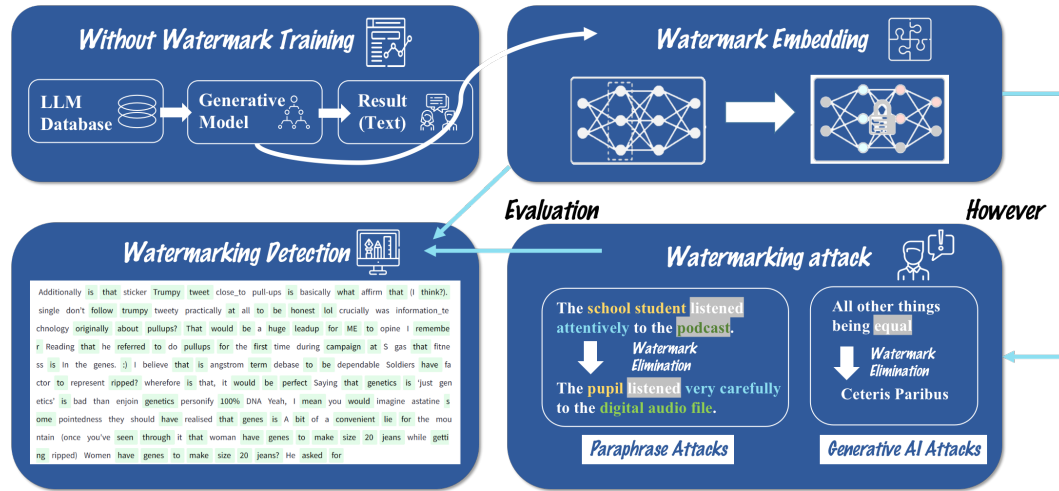 Without Watermark Training
LLM
Database
Generative
Model
Result
(Text)
Watermark Embedding
Evaluation
However
Watermarking Detection
Additionally is that sticker Trumpy tweet close_to pull-ups is basically what affirm that (I think?).
single don't follow trumpy tweety practically at all to be honest lol crucially was information_te
chnology originally about pullups? That would be a huge leadup for ME to opine I remembe
r Reading that he referred to do pullups for the first time during campaign at S gas that fitne
ss is In the genes. :) I believe that is angstrom term debase to be dependable Soldiers have fa
ctor to represent ripped? wherefore is that, it would be perfect Saying that genetics is 'just gen
etics' is bad than enjoin genetics personify 100% DNA Yeah, I mean you would imagine astatine s
ome pointedness they should have realised that genes is A bit of a convenient lie for the mou
ntain (once you've seen through it that woman have genes to make size 20 jeans while getti
ng ripped) Women have genes to make size 20 jeans? He asked for
Watermarking attack
The school student listened
attentively to the podcast.
Watermark
Elimination
The pupil listened very carefully
to the digital audio file.
Paraphrase Attacks
All other things
being equal
Watermark
Elimination
Ceteris Paribus
Generative AI Attacks